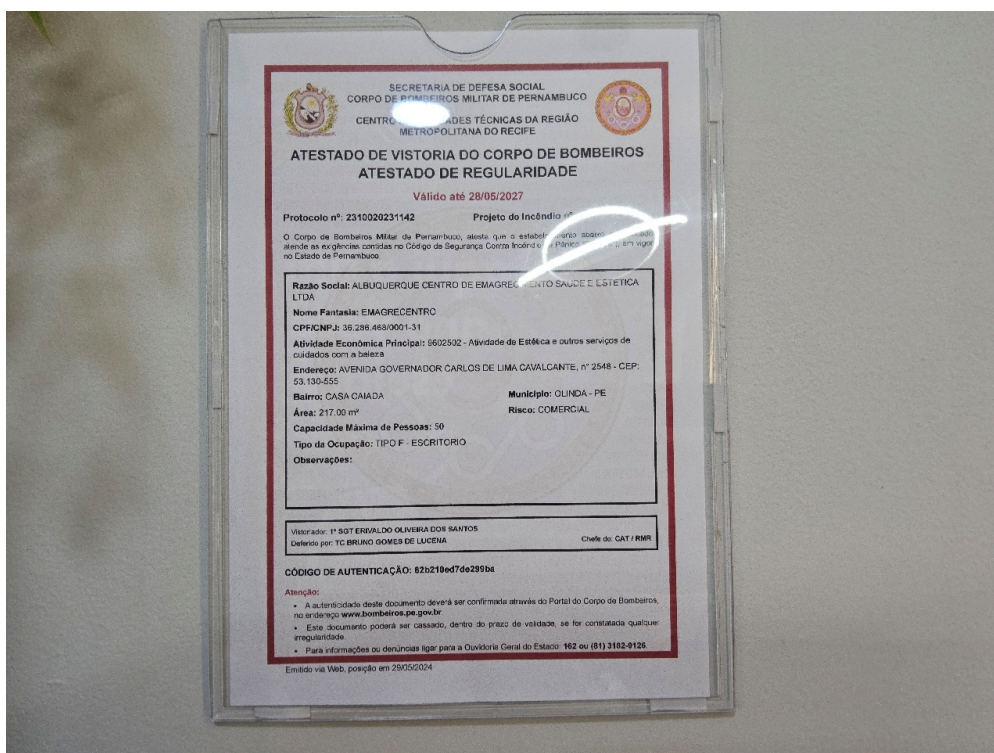 SECRETARIA DE DEFESA SOCIAL
CORPO DE BOMBEIROS MILITAR DE PERNAMBUCO
CENTRO DE ATIVIDADES TÉCNICAS DA REGIÃO
METROPOLITANA DO RECIFE
ATESTADO DE VISTORIA DO CORPO DE BOMBEIROS
ATESTADO DE REGULARIDADE
Válido até 28/05/2027
Protocolo nº: 2310020231142 Projeto do Incêndio
O Corpo de Bombeiros Militar de Pernambuco, atesta que o estabelecimento
atende as exigências contidas no Código de Segurança Contra Incêndio e Pânico em vigor
no Estado de Pernambuco.
Razão Social: ALBUQUERQUE CENTRO DE EMAGRECIMENTO SAUDE E ESTETICA
LTDA
Nome Fantasia: EMAGRECENTRO
CPF/CNPJ: 36.286.468/0001-31
Atividade Econômica Principal: 9602502 - Atividade de Estética e outros serviços de
cuidados com a beleza
Endereço: AVENIDA GOVERNADOR CARLOS DE LIMA CAVALCANTE, nº 2548 - CEP:
53.130-555
Bairro: CASA CAIADA Município: OLINDA - PE
Área: 217.00 m² Risco: COMERCIAL
Capacidade Máxima de Pessoas: 50
Tipo da Ocupação: TIPO F - ESCRITORIO
Observações:
Vistoriador: 1º SGT ERIVALDO OLIVEIRA DOS SANTOS
Deferido por: TC BRUNO GOMES DE LUCENA Chefe do: CAT / RMR
CÓDIGO DE AUTENTICAÇÃO: 82b210ed7de299ba
Atenção:
• A autenticidade deste documento deverá ser confirmada através do Portal do Corpo de Bombeiros,
no endereço www.bombeiros.pe.gov.br
• Este documento poderá ser cassado, dentro do prazo de validade, se for constatada qualquer
irregularidade.
• Para informações ou denúncias ligar para a Ouvidoria Geral do Estado: 162 ou (81) 3182-0126.
Emitido via Web, posição em 29/05/2024